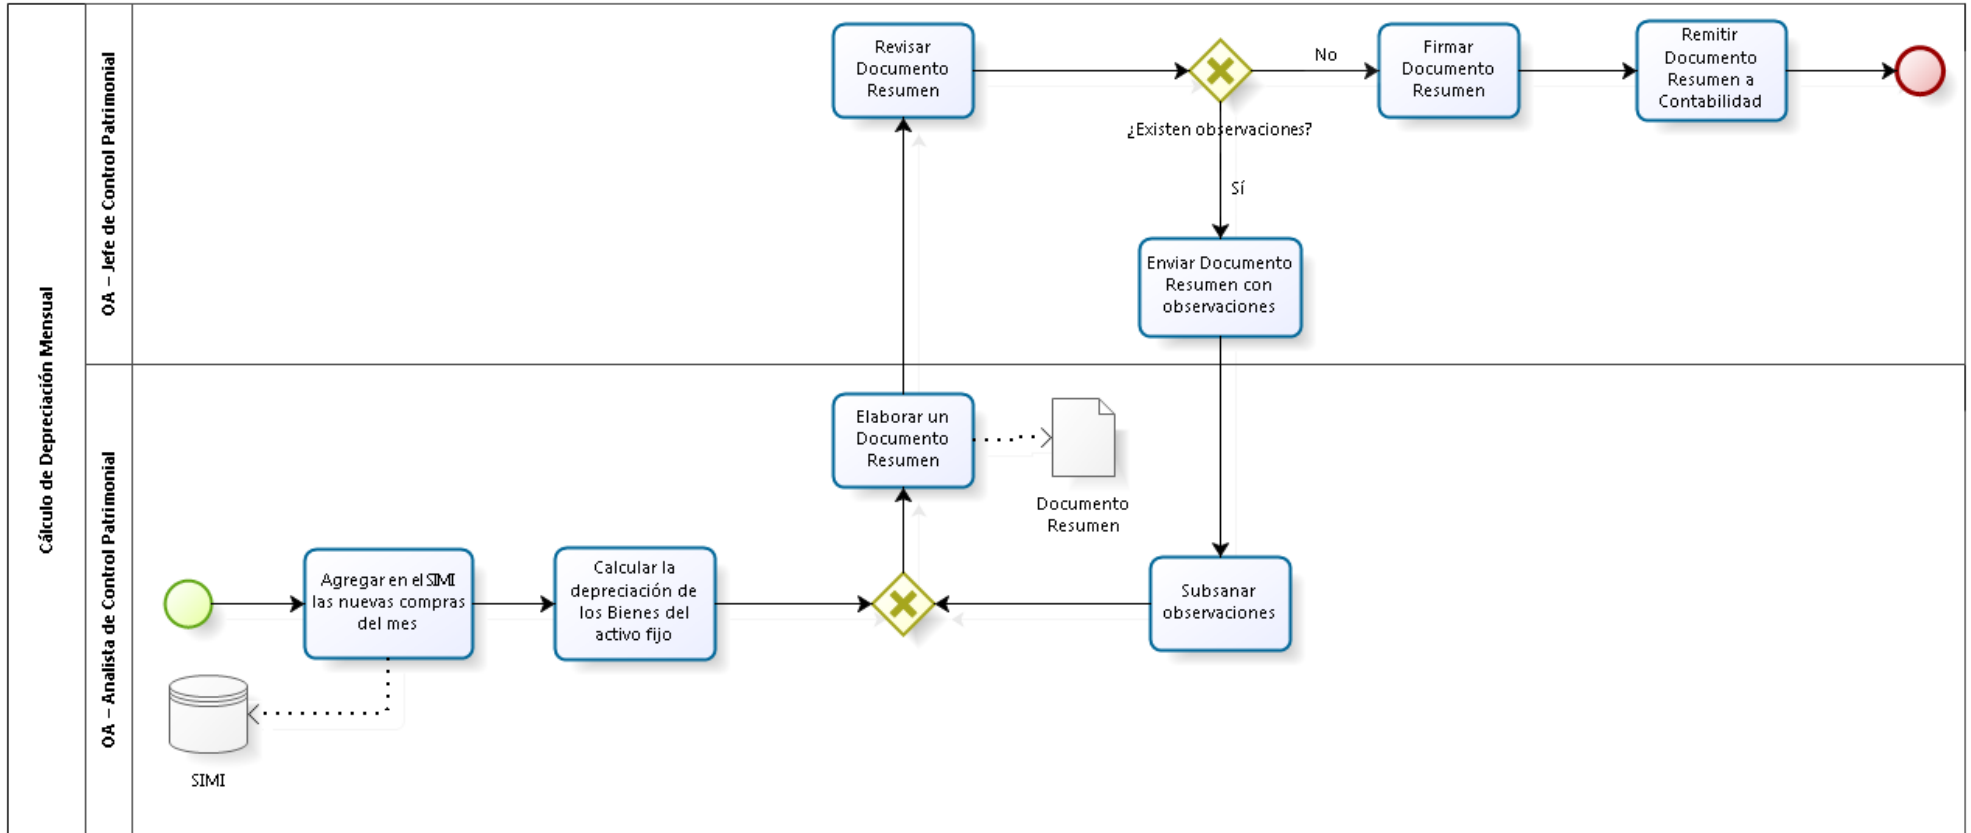 Cálculo de Depreciación Mensual
OA – Jefe de Control Patrimonial
Revisar
Documento
Resumen
¿Existen observaciones?
No
Sí
Firmar
Documento
Resumen
Remitir
Documento
Resumen a
Contabilidad
Enviar Documento
Resumen con
observaciones
OA – Analista de Control Patrimonial
Agregar en el SIMI
las nuevas compras
del mes
SIMI
Calcular la
depreciación de
los Bienes del
activo fijo
Elaborar un
Documento
Resumen
Documento
Resumen
Subsanar
observaciones